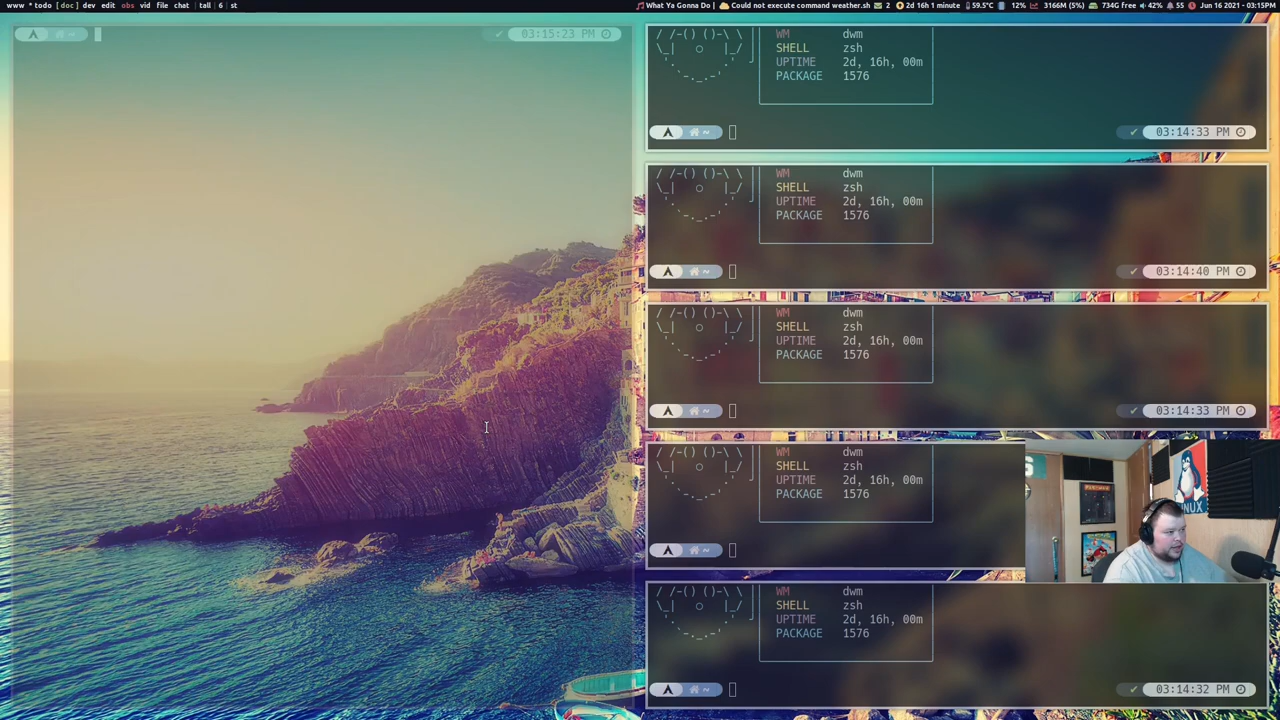 www * todo [ doc ] dev edit obs vid file chat | tall | 6 | st
What Ya Gonna Do | Could not execute command weather.sh 2 2d 16h 1 minute 59.5°C 12% 3166M (5%) 734G free 42% 55 Jun 16 2021 - 03:15PM
~ 03:15:23 PM
/ /-() ()-\ \
\_| ○ |_/
'. .'
`-._.-'
WM dwm
SHELL zsh
UPTIME 2d, 16h, 00m
PACKAGE 1576
~ ✓ 03:14:33 PM
/ /-() ()-\ \
\_| ○ |_/
'. .'
`-._.-'
WM dwm
SHELL zsh
UPTIME 2d, 16h, 00m
PACKAGE 1576
~ ✓ 03:14:40 PM
/ /-() ()-\ \
\_| ○ |_/
'. .'
`-._.-'
WM dwm
SHELL zsh
UPTIME 2d, 16h, 00m
PACKAGE 1576
~ ✓ 03:14:33 PM
/ /-() ()-\ \
\_| ○ |_/
'. .'
`-._.-'
WM dwm
SHELL zsh
UPTIME 2d, 16h, 00m
PACKAGE 1576
~
/ /-() ()-\ \
\_| ○ |_/
'. .'
`-._.-'
WM dwm
SHELL zsh
UPTIME 2d, 16h, 00m
PACKAGE 1576
~ ✓ 03:14:32 PM